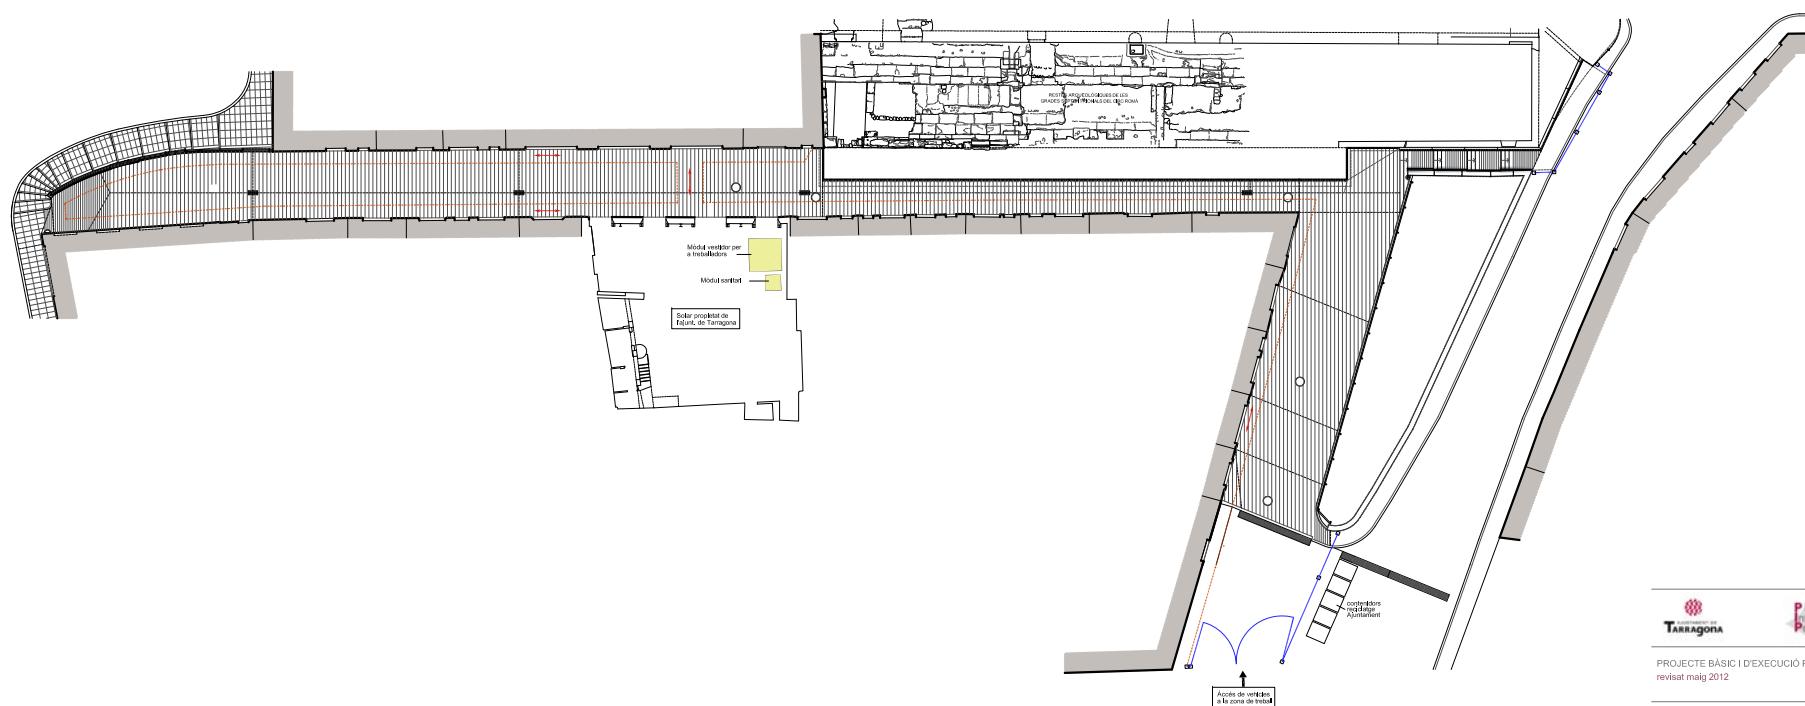 RESTES ARQUEOLÒGIQUES DE LES
GRADES SEPTENTRIONALS DEL CIRC ROMÀ
Mòdul vestidor per
a treballadors
Mòdul sanitari
Solar propietat de
l'ajunt. de Tarragona
contenidors
reciclatge
Ajuntament
Accés de vehicles
a la zona de treball
AJUNTAMENT DE
TARRAGONA
P
P
PROJECTE BÀSIC I D'EXECUCIÓ
revisat maig 2012